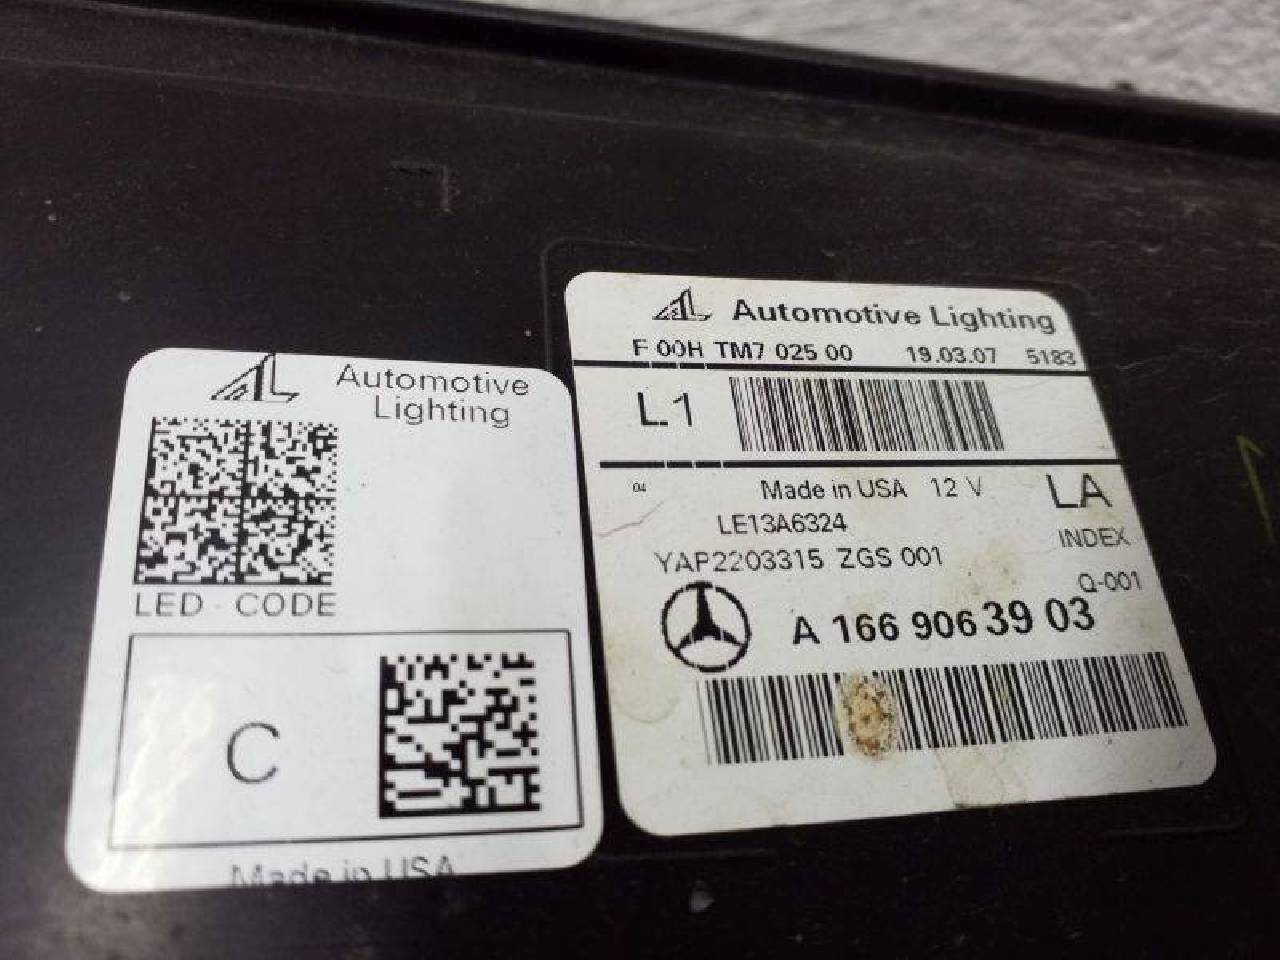 Automotive
Lighting
LED CODE
C
Made in USA
Automotive Lighting
F 00H TM7 025 00 19.03.07 5183
L1
04 Made in USA 12 V LA
LE13A6324
INDEX
YAP2203315 ZGS 001
Q-001
A 166 906 39 03